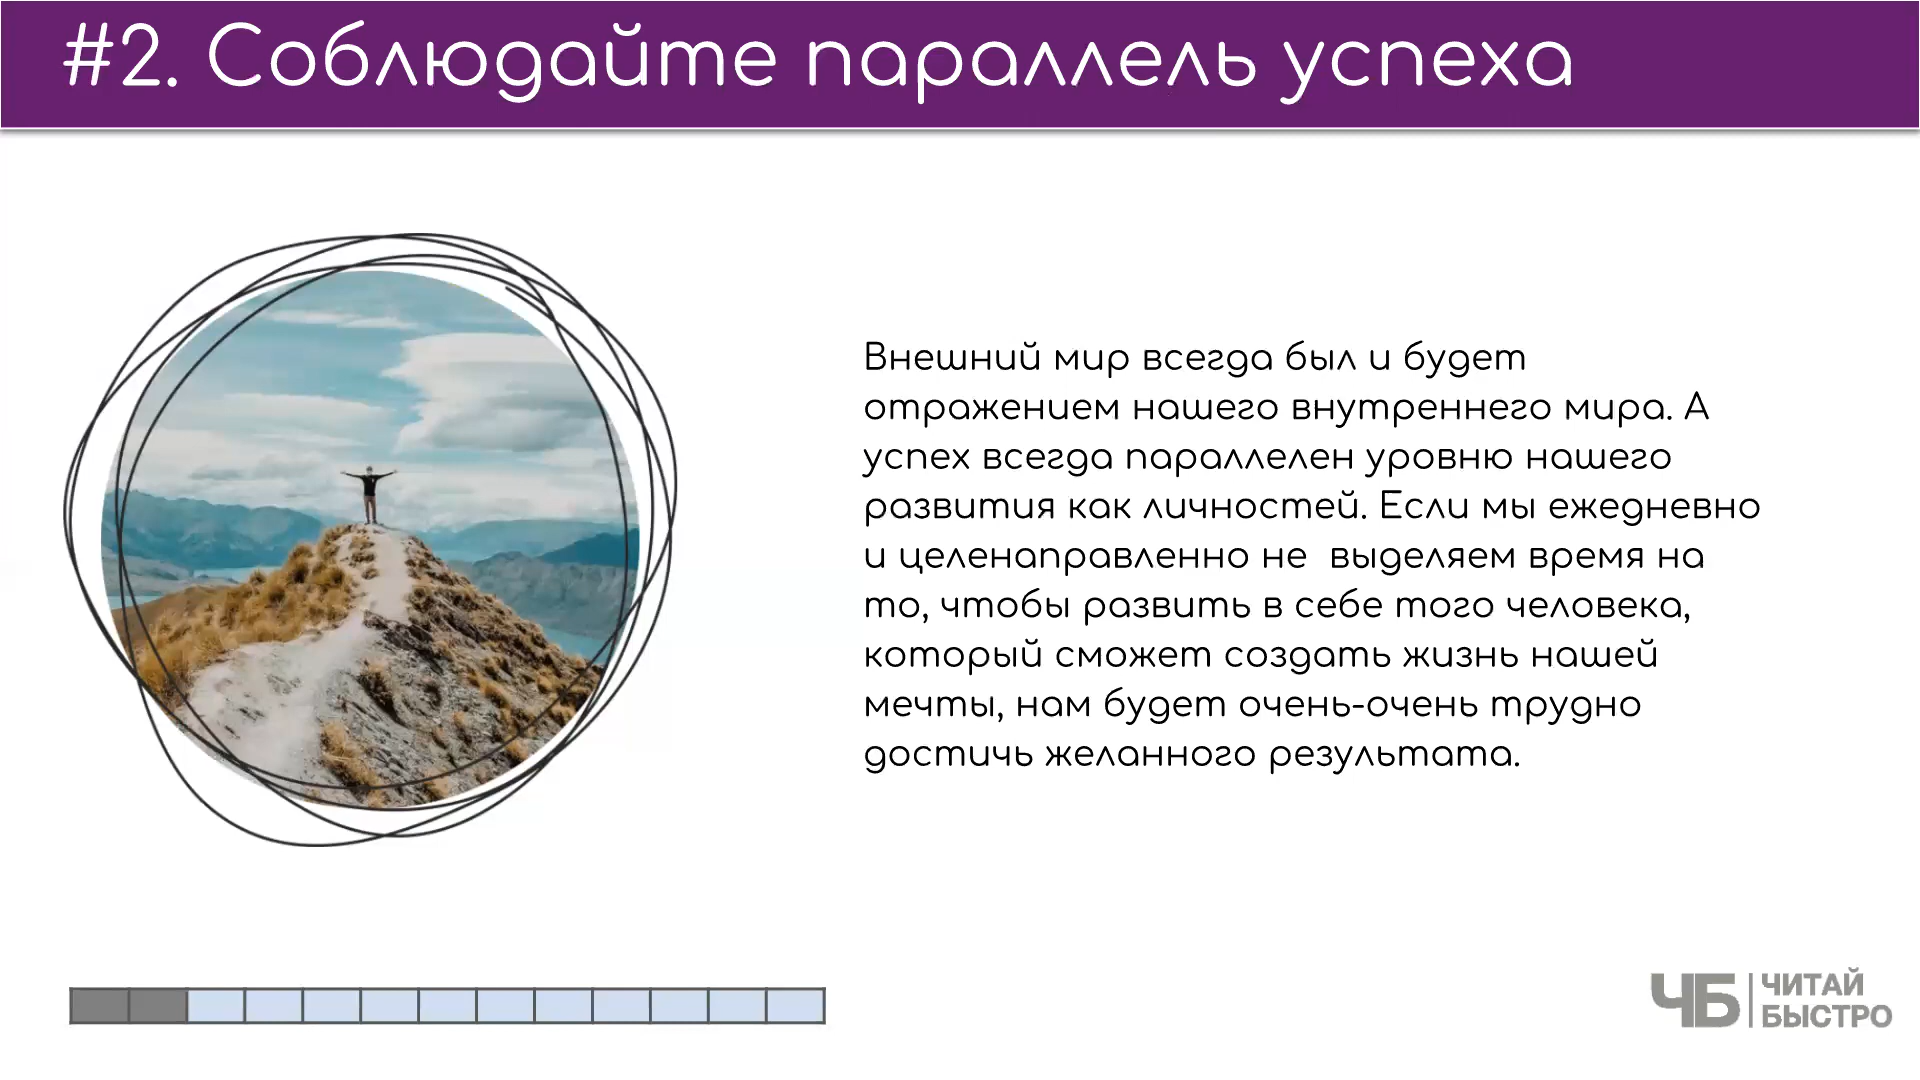 #2. Соблюдайте параллель успеха
Внешний мир всегда был и будет
отражением нашего внутреннего мира. А
успех всегда параллелен уровню нашего
развития как личностей. Если мы ежедневно
и целенаправленно не  выделяем время на
то, чтобы развить в себе того человека,
который сможет создать жизнь нашей
мечты, нам будет очень-очень трудно
достичь желанного результата.
ЧБ ЧИТАЙ
БЫСТРО